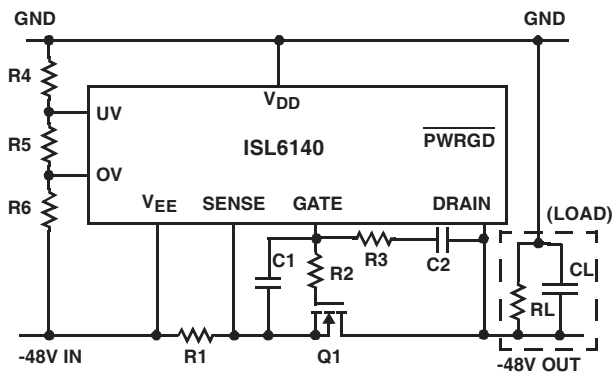 GND
GND
R4
R5
R6
UV
OV
VDD
ISL6140
PWRGD
VEE
SENSE
GATE
DRAIN
(LOAD)
C1
R2
R3
C2
CL
RL
-48V IN
R1
Q1
-48V OUT